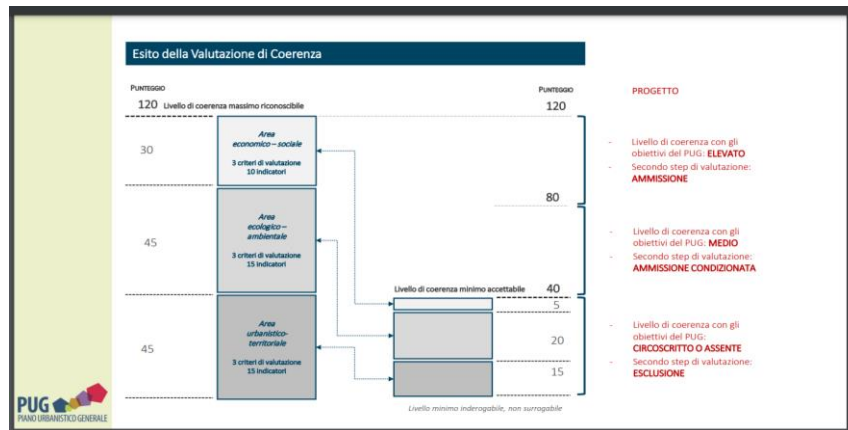 Esito della Valutazione di Coerenza
PUNTEGGIO
120 Livello di coerenza massimo riconoscibile
30
Area
economico – sociale
3 criteri di valutazione
10 indicatori
45
Area
ecologico –
ambientale
3 criteri di valutazione
15 indicatori
45
Area
urbanistico-
territoriale
3 criteri di valutazione
15 indicatori
PUNTEGGIO
120
80
Livello di coerenza minimo accettabile 40
5
20
15
Livello minimo inderogabile, non surrogabile
PROGETTO
- Livello di coerenza con gli
obiettivi del PUG: ELEVATO
- Secondo step di valutazione:
AMMISSIONE
- Livello di coerenza con gli
obiettivi del PUG: MEDIO
- Secondo step di valutazione:
AMMISSIONE CONDIZIONATA
- Livello di coerenza con gli
obiettivi del PUG:
CIRCOSCRITTO O ASSENTE
- Secondo step di valutazione:
ESCLUSIONE
PUG
PIANO URBANISTICO GENERALE